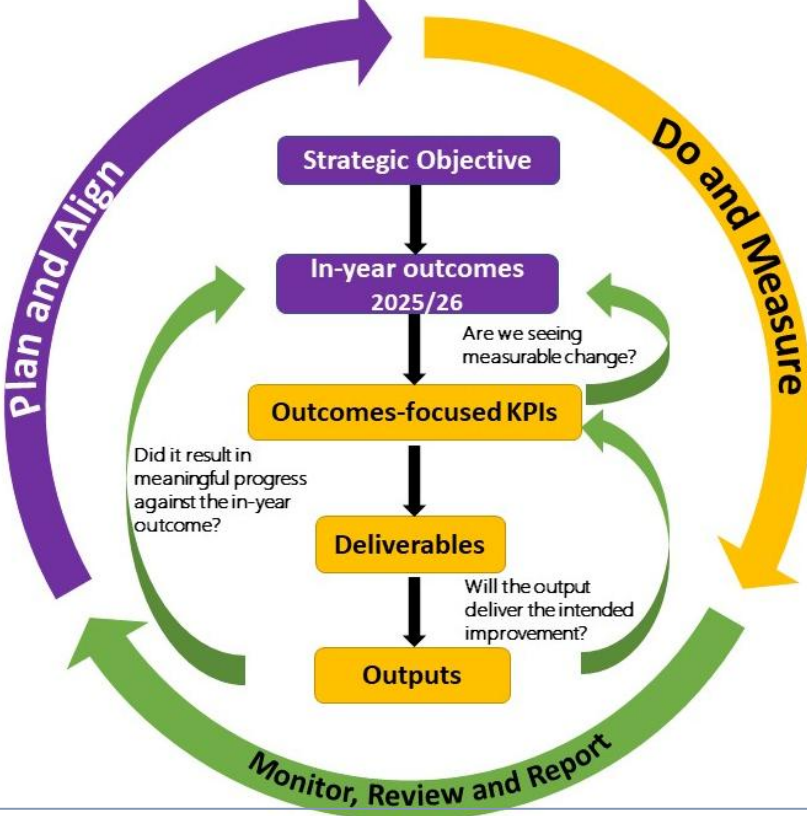 Plan and Align
Do and Measure
Strategic Objective
In-year outcomes
2025/26
Are we seeing
measurable change?
Outcomes-focused KPIs
Did it result in
meaningful progress
against the in-year
outcome?
Deliverables
Will the output
deliver the intended
improvement?
Outputs
Monitor, Review and Report